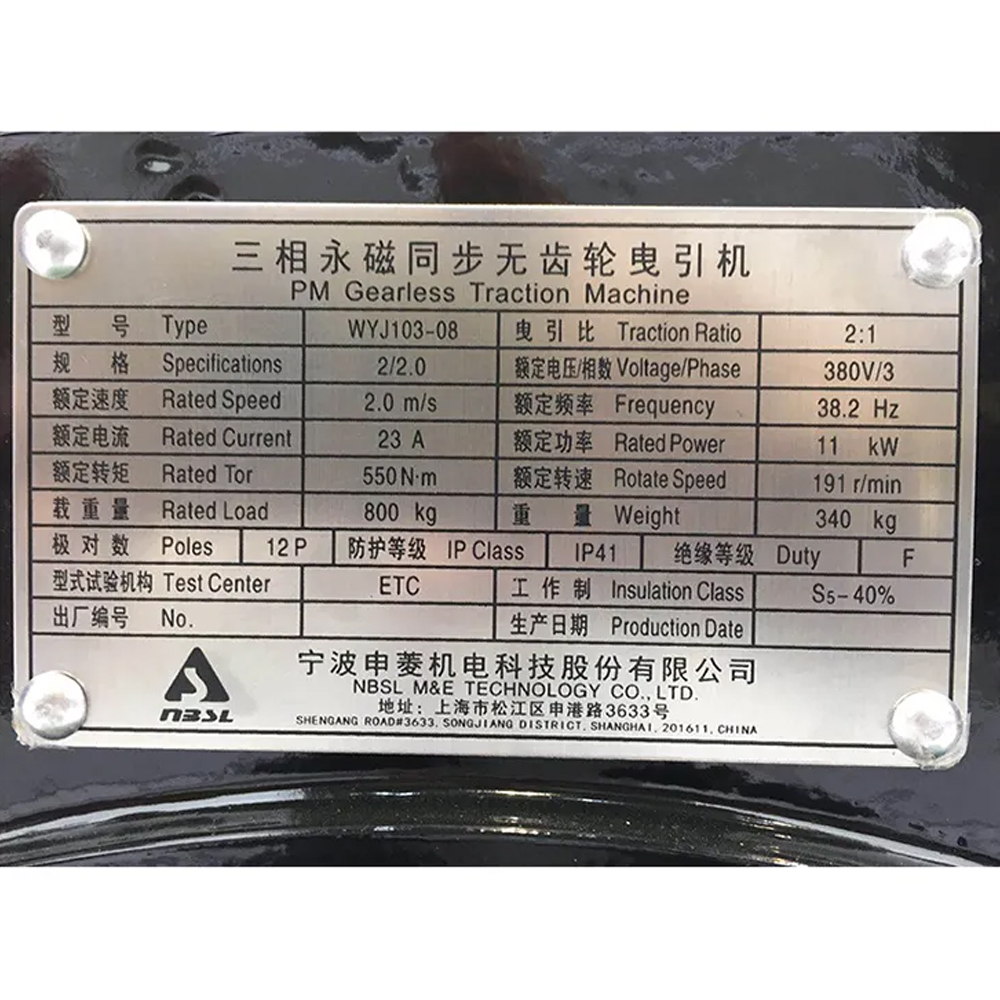 三相永磁同步无齿轮曳引机
PM Gearless Traction Machine
型 号 Type WYJ103-08 曳 引 比 Traction Ratio 2:1
规 格 Specifications 2/2.0 额定电压/相数 Voltage/Phase 380V/3
额定速度 Rated Speed 2.0 m/s 额定频率 Frequency 38.2 Hz
额定电流 Rated Current 23 A 额定功率 Rated Power 11 kW
额定转矩 Rated Tor 550N·m 额定转速 Rotate Speed 191 r/min
载 重 量 Rated Load 800 kg 重 量 Weight 340 kg
极 对 数 Poles 12P 防护等级 IP Class IP41 绝缘等级 Duty F
型式试验机构 Test Center ETC 工 作 制 Insulation Class S5-40%
出厂编号 No. 生产日期 Production Date
NBSL
宁波申菱机电科技股份有限公司
NBSL M&E TECHNOLOGY CO., LTD.
地址: 上海市松江区申港路3633号
SHENGANG ROAD#3633. SONGJIANG DISTRICT, SHANGHAI, 201611, CHINA